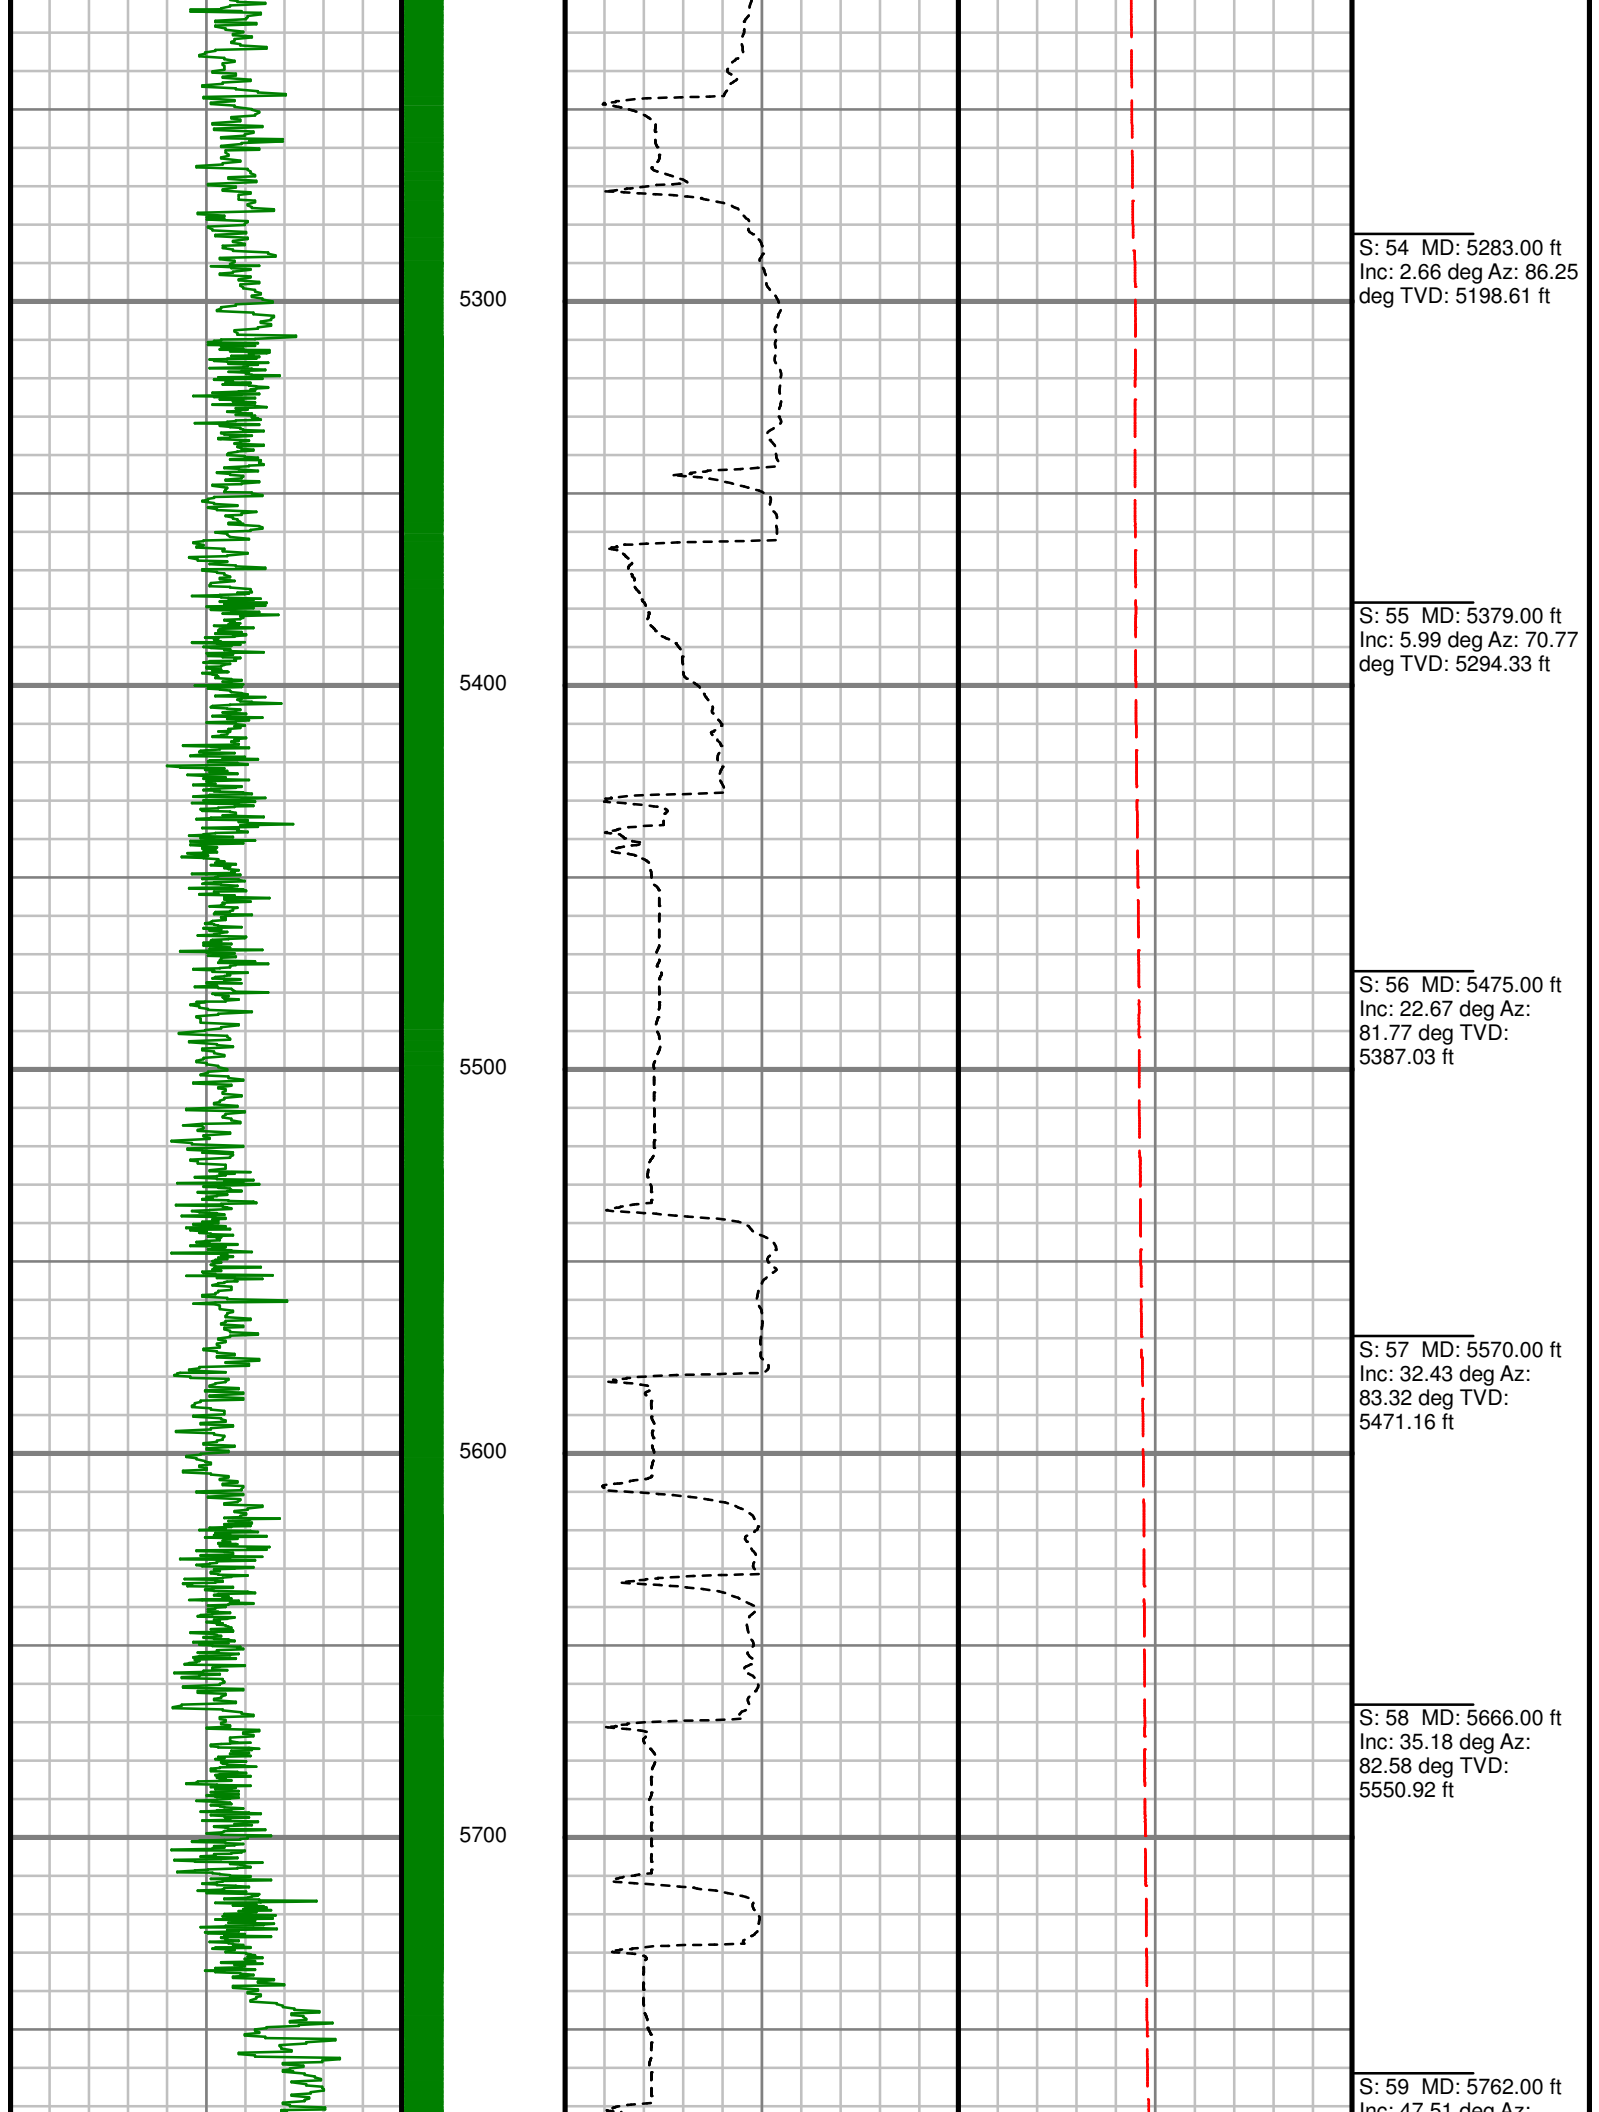 S: 54 MD: 5283.00 ft
Inc: 2.66 deg Az: 86.25
deg TVD: 5198.61 ft
5300
S: 55 MD: 5379.00 ft
Inc: 5.99 deg Az: 70.77
deg TVD: 5294.33 ft
5400
S: 56 MD: 5475.00 ft
Inc: 22.67 deg Az:
81.77 deg TVD:
5387.03 ft
5500
S: 57 MD: 5570.00 ft
Inc: 32.43 deg Az:
83.32 deg TVD:
5471.16 ft
5600
S: 58 MD: 5666.00 ft
Inc: 35.18 deg Az:
82.58 deg TVD:
5550.92 ft
5700
S: 59 MD: 5762.00 ft
Inc: 47.51 deg Az: